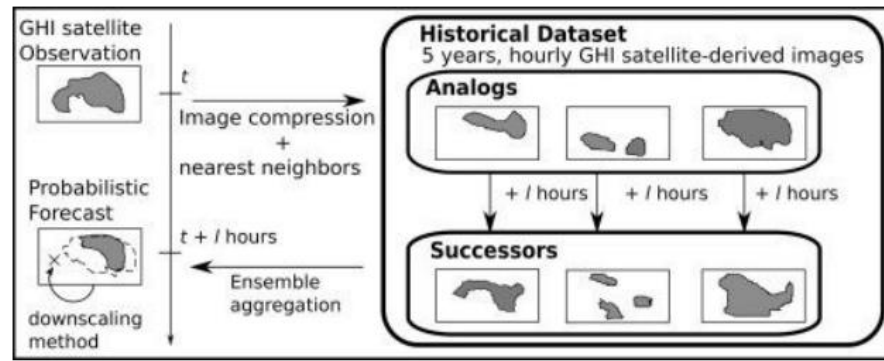 GHI satellite
Observation
t
Image compression
+
nearest neighbors
Probabilistic
Forecast
t + l hours
Ensemble
aggregation
downscaling
method
Historical Dataset
5 years, hourly GHI satellite-derived images
Analogs
+ l hours
+ l hours
+ l hours
Successors